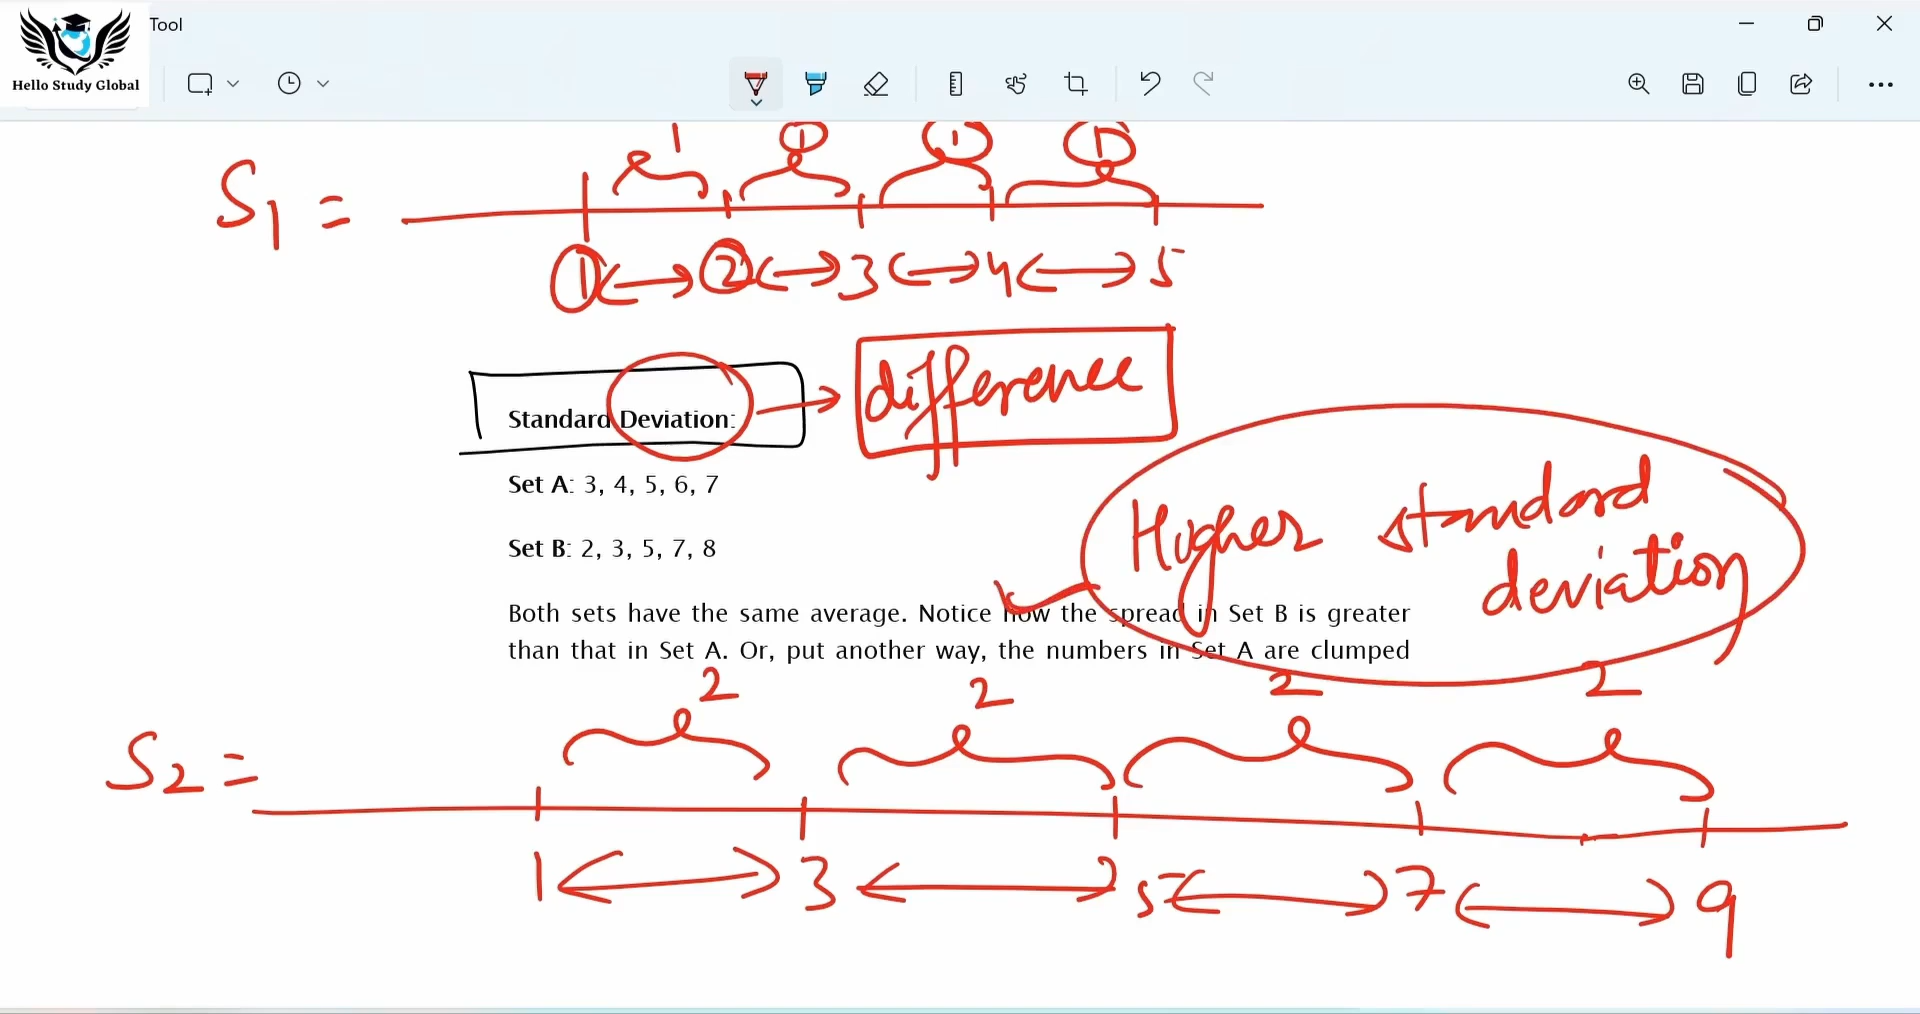 Tool
Hello Study Global
1 1 1 1
S1 =
1 2 3 4 5
difference
Standard Deviation:
Set A: 3, 4, 5, 6, 7
Higher standard
deviation
Set B: 2, 3, 5, 7, 8
Both sets have the same average. Notice how the spread in Set B is greater
than that in Set A. Or, put another way, the numbers in Set A are clumped
2 2 2 2
S2 =
1 3 5 7 9